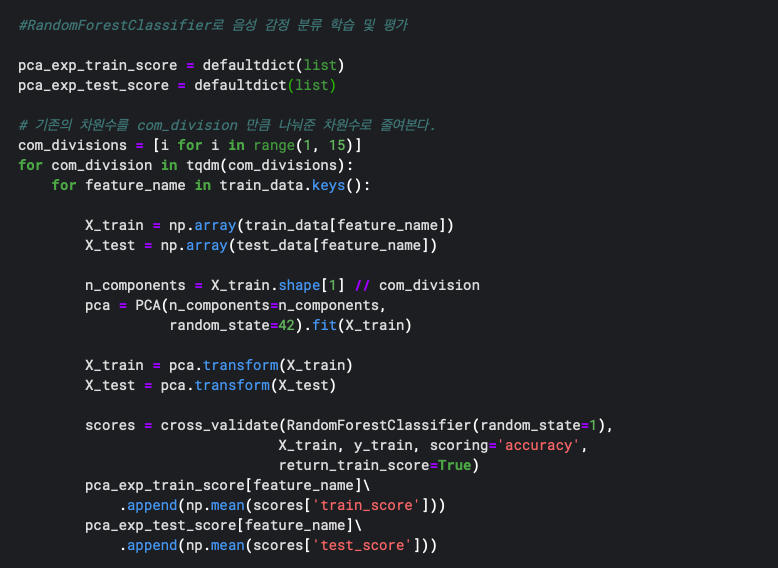 #RandomForestClassifier로 음성 감정 분류 학습 및 평가
pca_exp_train_score = defaultdict(list)
pca_exp_test_score = defaultdict(list)
# 기존의 차원수를 com_division 만큼 나눠준 차원수로 줄여본다.
com_divisions = [i for i in range(1, 15)]
for com_division in tqdm(com_divisions):
    for feature_name in train_data.keys():
        X_train = np.array(train_data[feature_name])
        X_test = np.array(test_data[feature_name])
        n_components = X_train.shape[1] // com_division
        pca = PCA(n_components=n_components,
                  random_state=42).fit(X_train)
        X_train = pca.transform(X_train)
        X_test = pca.transform(X_test)
        scores = cross_validate(RandomForestClassifier(random_state=1),
                               X_train, y_train, scoring='accuracy',
                               return_train_score=True)
        pca_exp_train_score[feature_name]\
            .append(np.mean(scores['train_score']))
        pca_exp_test_score[feature_name]\
            .append(np.mean(scores['test_score']))